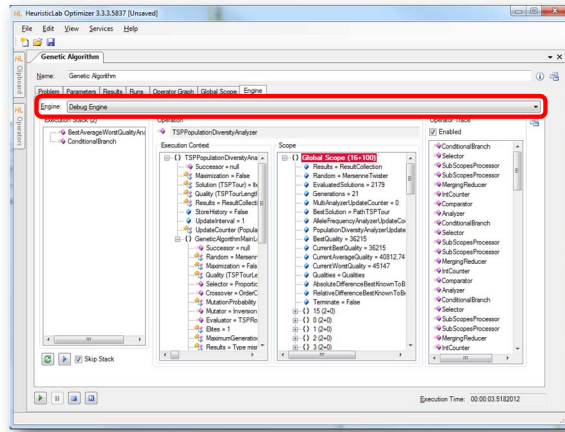 HeuristicLab Optimizer 3.3.3.5837 [Unsaved]
File Edit View Services Help
Genetic Algorithm
Clipboard
Operators
Name: Genetic Algorithm
Problem Parameters Results Runs Operator Graph Global Scope Engine
Engine: Debug Engine
Execution Stack (2)
BestAverageWorstQualityAn
ConditionalBranch
Skip Stack
Operation
TSPPopulationDiversityAnalyzer
Execution Context
TSPPopulationDiversityAna
Successor = null
Maximization = False
Solution (TSPTour) = 
Quality (TSPTourLengt
Results = ResultCollecti
StoreHistory = False
UpdateInterval = 1
UpdateCounter (Popula
GeneticAlgorithmMainL
Successor = null
Random = Mersenn
Maximization = Fals
Quality (TSPTourLe
Selector = Proportio
Crossover = OrderC
MutationProbability
Mutator = Inversion
Evaluator = TSPRo
Elites = 1
MaximumGeneration
Results = Type misr
Scope
Global Scope (16+100)
Results = ResultCollection
Random = MersenneTwister
EvaluatedSolutions = 2179
Generations = 21
MultiAnalyzerUpdateCounter = 0
BestSolution = PathTSPTour
AlleleFrequencyAnalyzerUpdateCo
PopulationDiversityAnalyzerUpdate
BestQuality = 36215
CurrentBestQuality = 36215
CurrentAverageQuality = 40812,74
CurrentWorstQuality = 45147
Qualities = Qualities
AbsoluteDifferenceBestKnownToB
RelativeDifferenceBestKnownToB
Terminate = False
15 (2+0)
0 (2+0)
1 (2+0)
2 (2+0)
3 (2+0)
Operator Trace
Enabled
ConditionalBranch
Selector
SubScopesProcessor
SubScopesProcessor
MergingReducer
IntCounter
Comparator
Analyzer
ConditionalBranch
Selector
SubScopesProcessor
SubScopesProcessor
MergingReducer
IntCounter
Comparator
Analyzer
ConditionalBranch
Selector
SubScopesProcessor
SubScopesProcessor
MergingReducer
IntCounter
Execution Time: 00:00:03.5182012